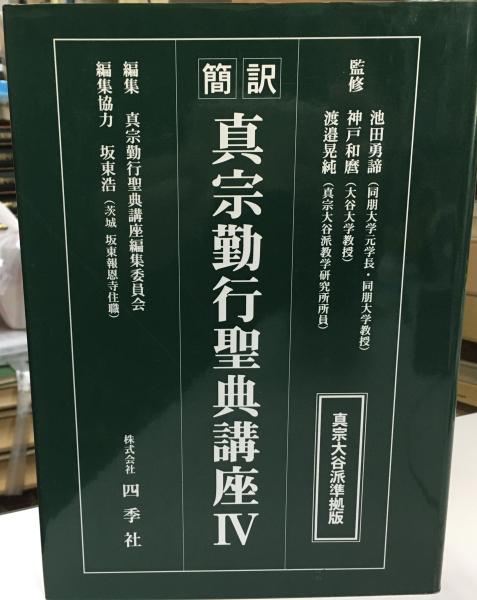 監修
池田勇諦（同朋大学元学長・同朋大学教授）
神戸和麿（大谷大学教授）
渡邉晃純（真宗大谷派教学研究所所員）
真宗大谷派準拠版
簡訳
真宗勤行聖典講座Ⅳ
編集 真宗勤行聖典講座編集委員会
編集協力 坂東浩（茨城 坂東報恩寺住職）
株式会社 四季社